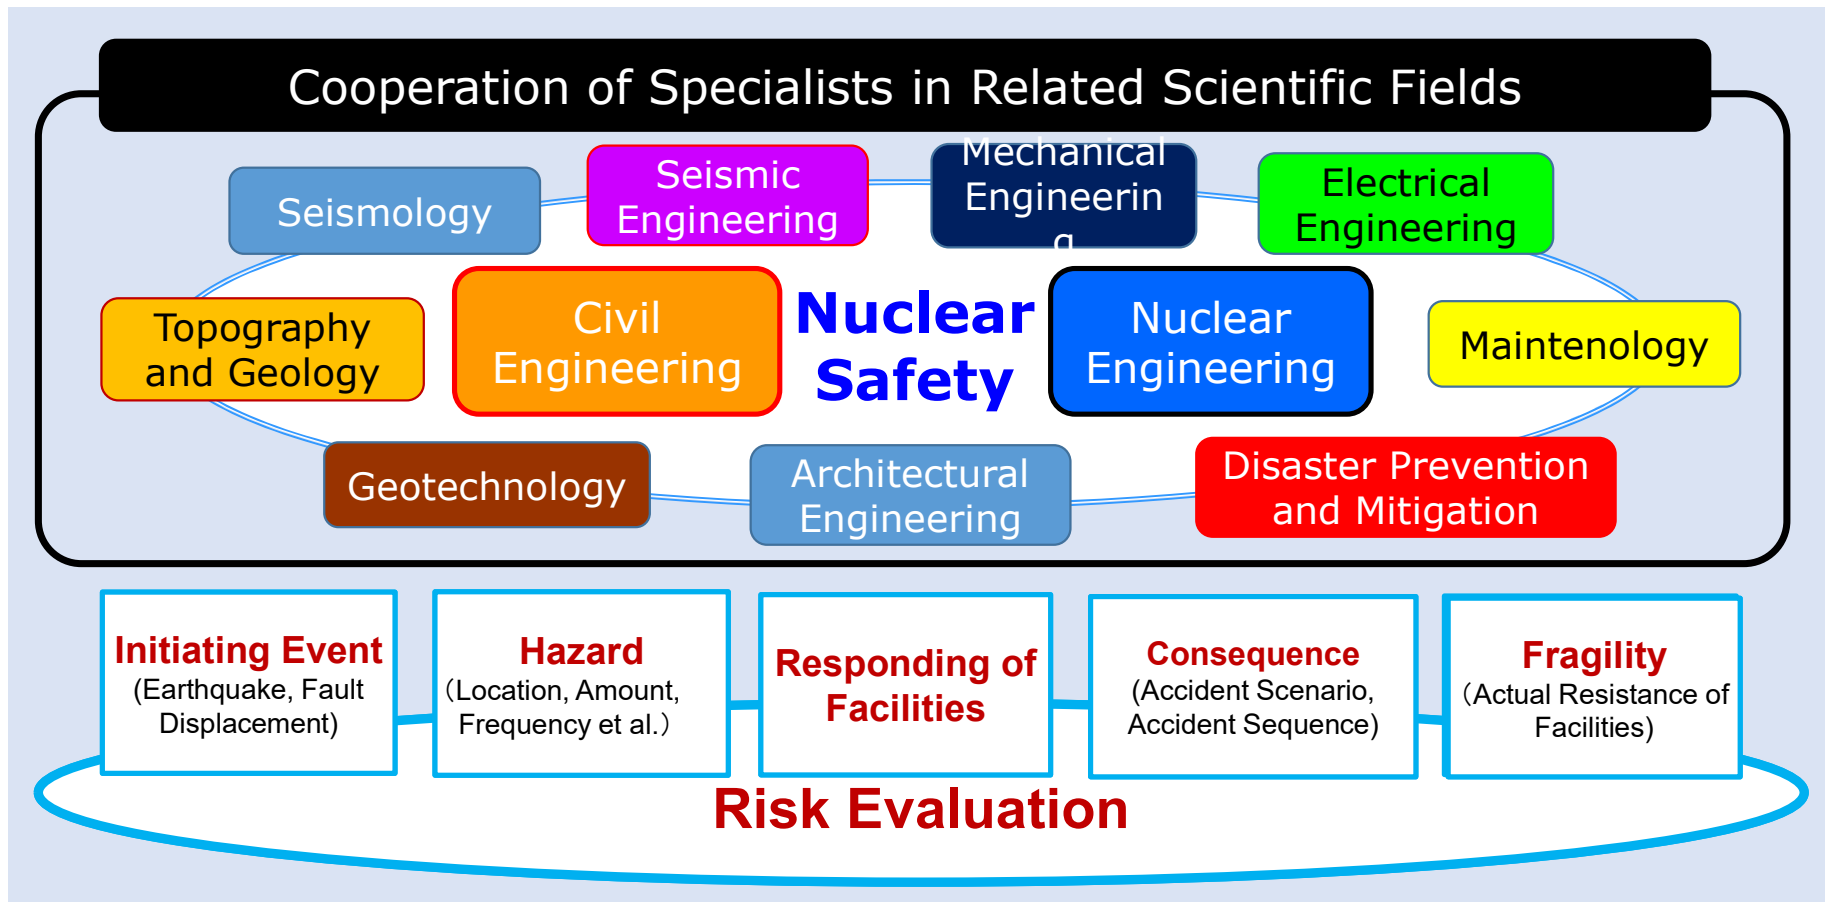 Cooperation of Specialists in Related Scientific Fields
Seismology
Seismic
Engineering
Mechanical
Engineerin
g
Electrical
Engineering
Topography
and Geology
Civil
Engineering
Nuclear
Safety
Nuclear
Engineering
Maintenology
Geotechnology
Architectural
Engineering
Disaster Prevention
and Mitigation
Initiating Event
(Earthquake, Fault
Displacement)
Hazard
（Location, Amount,
Frequency et al.）
Responding of
Facilities
Consequence
(Accident Scenario,
Accident Sequence)
Fragility
（Actual Resistance of
Facilities)
Risk Evaluation